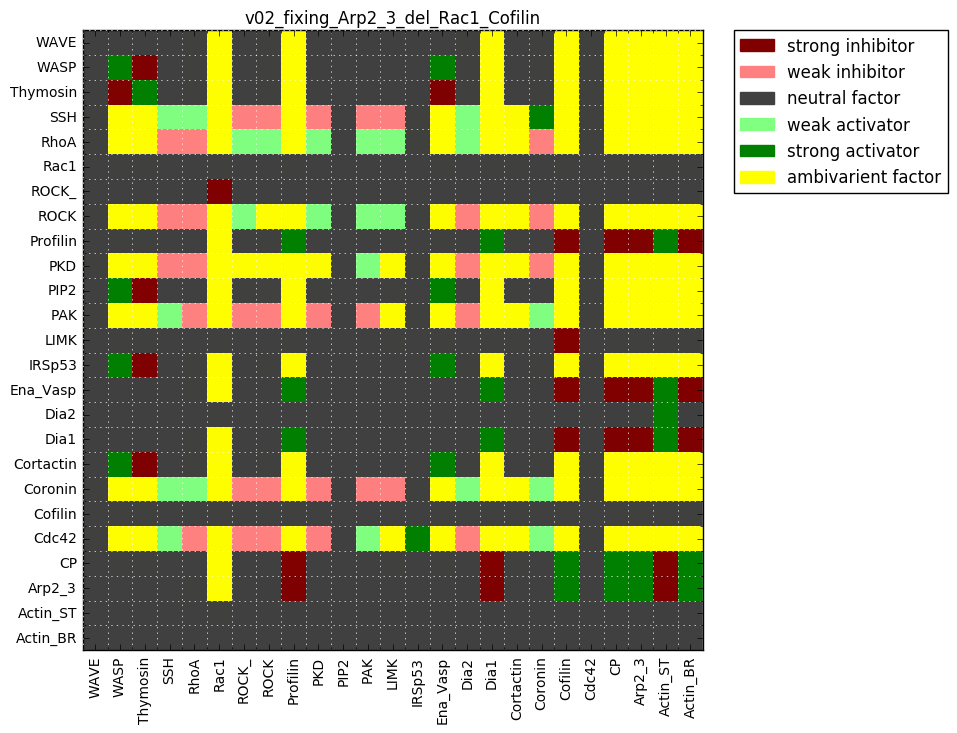 v02_fixing_Arp2_3_del_Rac1_Cofilin
strong inhibitor
weak inhibitor
neutral factor
weak activator
strong activator
ambivarient factor
WAVE
WASP
Thymosin
SSH
RhoA
Rac1
ROCK_
ROCK
Profilin
PKD
PIP2
PAK
LIMK
IRSp53
Ena_Vasp
Dia2
Dia1
Cortactin
Coronin
Cofilin
Cdc42
CP
Arp2_3
Actin_ST
Actin_BR
WAVE
WASP
Thymosin
SSH
RhoA
Rac1
ROCK_
ROCK
Profilin
PKD
PIP2
PAK
LIMK
IRSp53
Ena_Vasp
Dia2
Dia1
Cortactin
Coronin
Cofilin
Cdc42
CP
Arp2_3
Actin_ST
Actin_BR